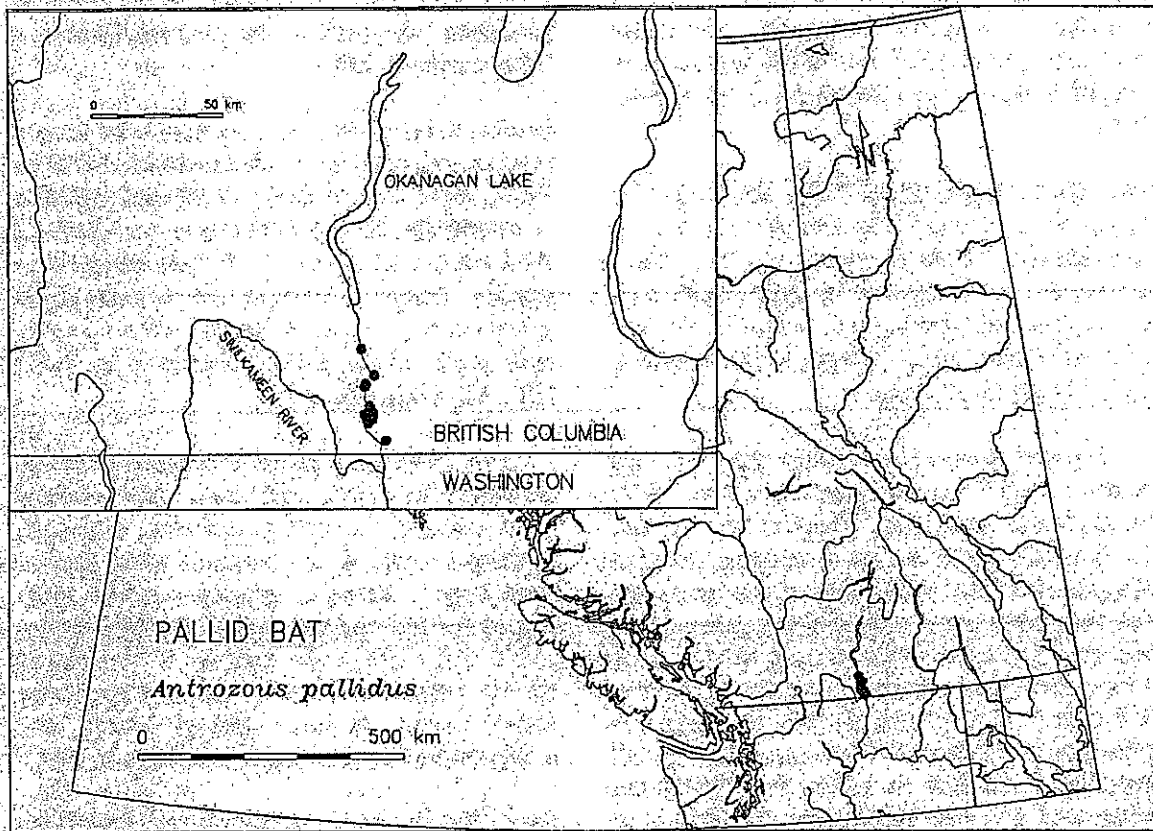 0 50 km
OKANAGAN LAKE
SIMILKAMEEN RIVER
BRITISH COLUMBIA
WASHINGTON
PALLID BAT
Antrozous pallidus
0 500 km